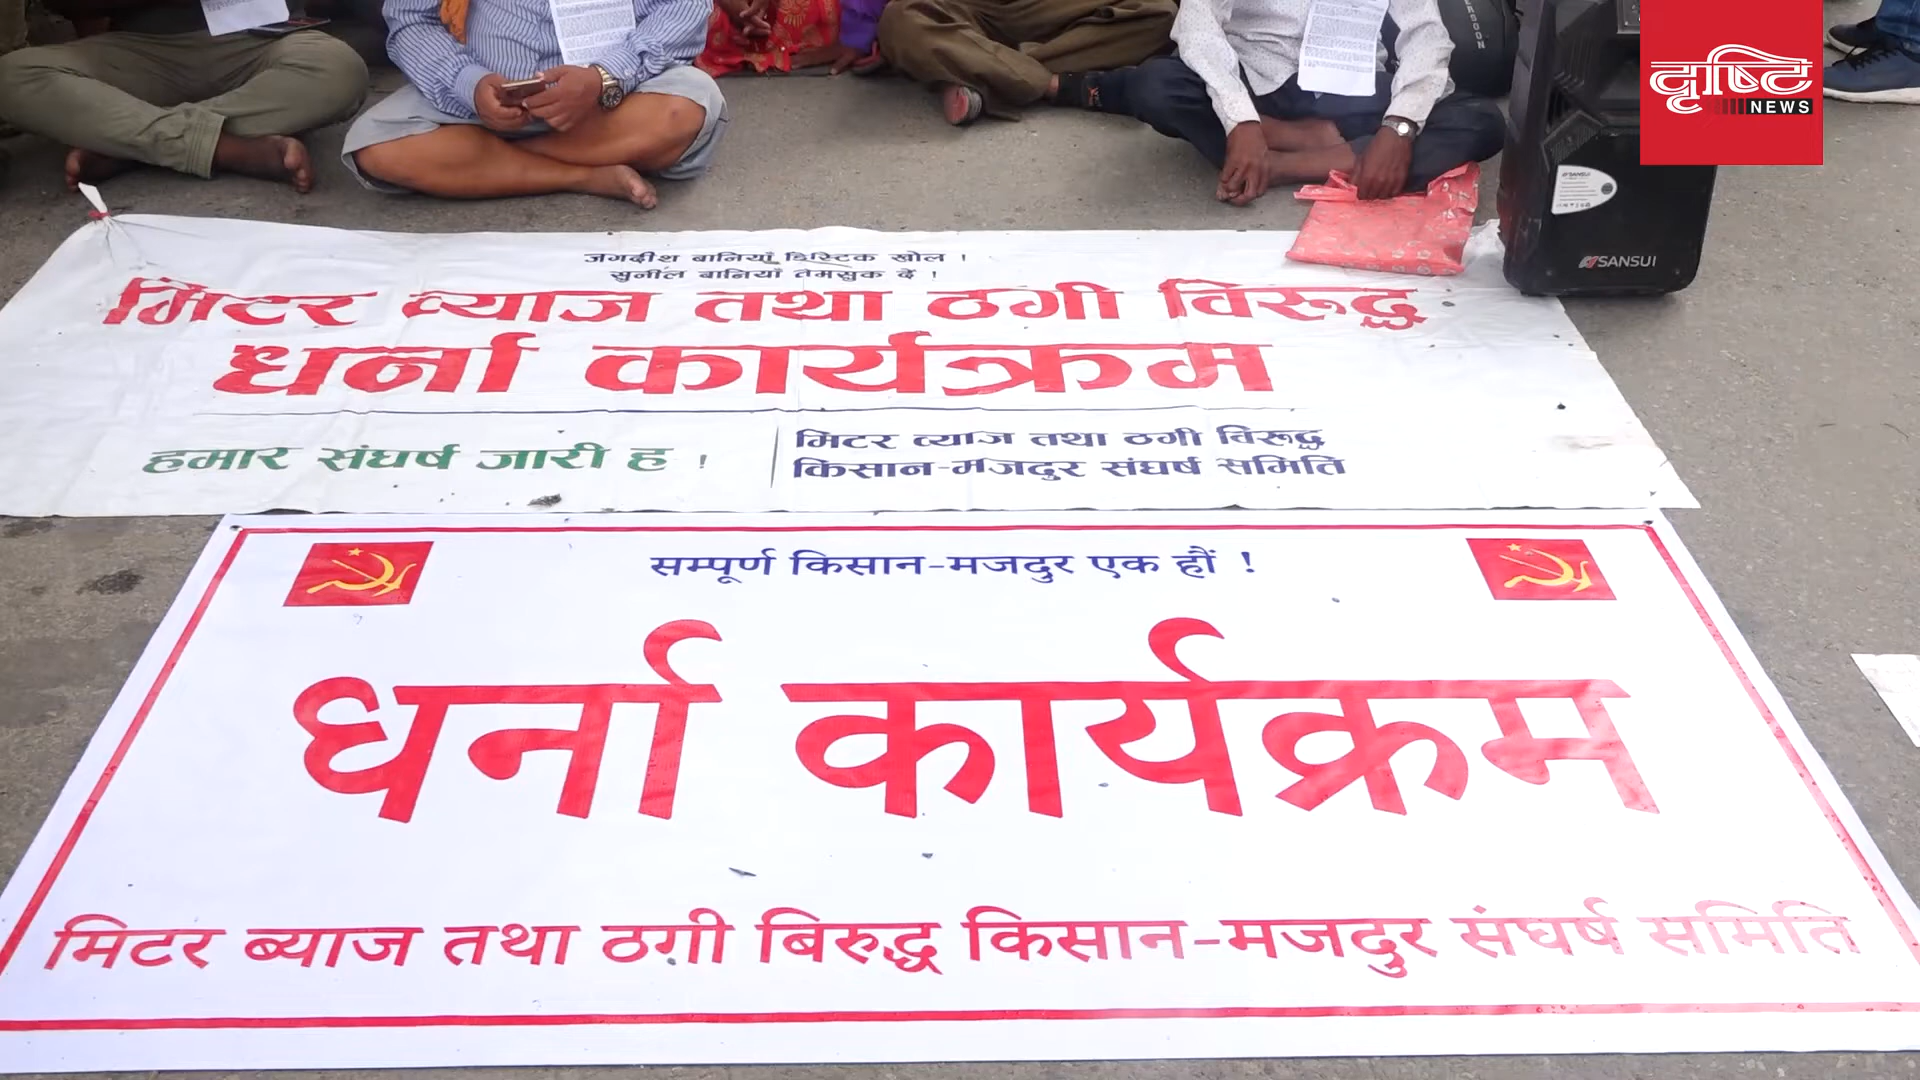 दृष्टि
NEWS
SANSUI
जगदीश बानियाँ डिस्टिक खोल !
सुनील बानियाँ तेमसुक दे !
मिटर व्याज तथा ठगी विरूद्ध
धर्ना कार्यक्रम
हमार संघर्ष जारी ह !
मिटर व्याज तथा ठगी विरूद्ध
किसान-मजदुर संघर्ष समिति
सम्पूर्ण किसान-मजदुर एक हौं !
धर्ना कार्यक्रम
मिटर ब्याज तथा ठगी बिरुद्ध किसान-मजदुर संघर्ष समिति